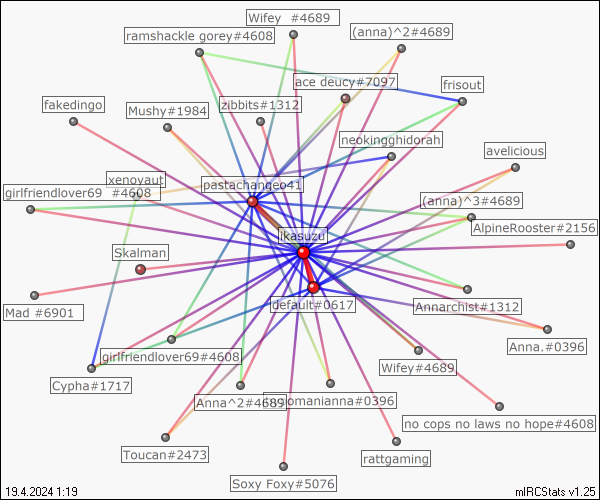 Wifey #4689
ramshackle gorey#4608
(anna)^2#4689
ace deucy#7097
frisout
fakedingo
Mushy#1984
zibbits#1312
neokingghidorah
avelicious
xenovaut
pastachangeo41
girlfriendlover69 #4608
(anna)^3#4689
AlpineRooster#2156
ikasuzu
Skalman
Mad #6901
default#0617
Annarchist#1312
girlfriendlover69#4608
Anna.#0396
Wifey#4689
Cypha#1717
Anna^2#4689
omanianna#0396
no cops no laws no hope#4608
Toucan#2473
rattgaming
Soxy Foxy#5076
19.4.2024 1:19
mIRCStats v1.25